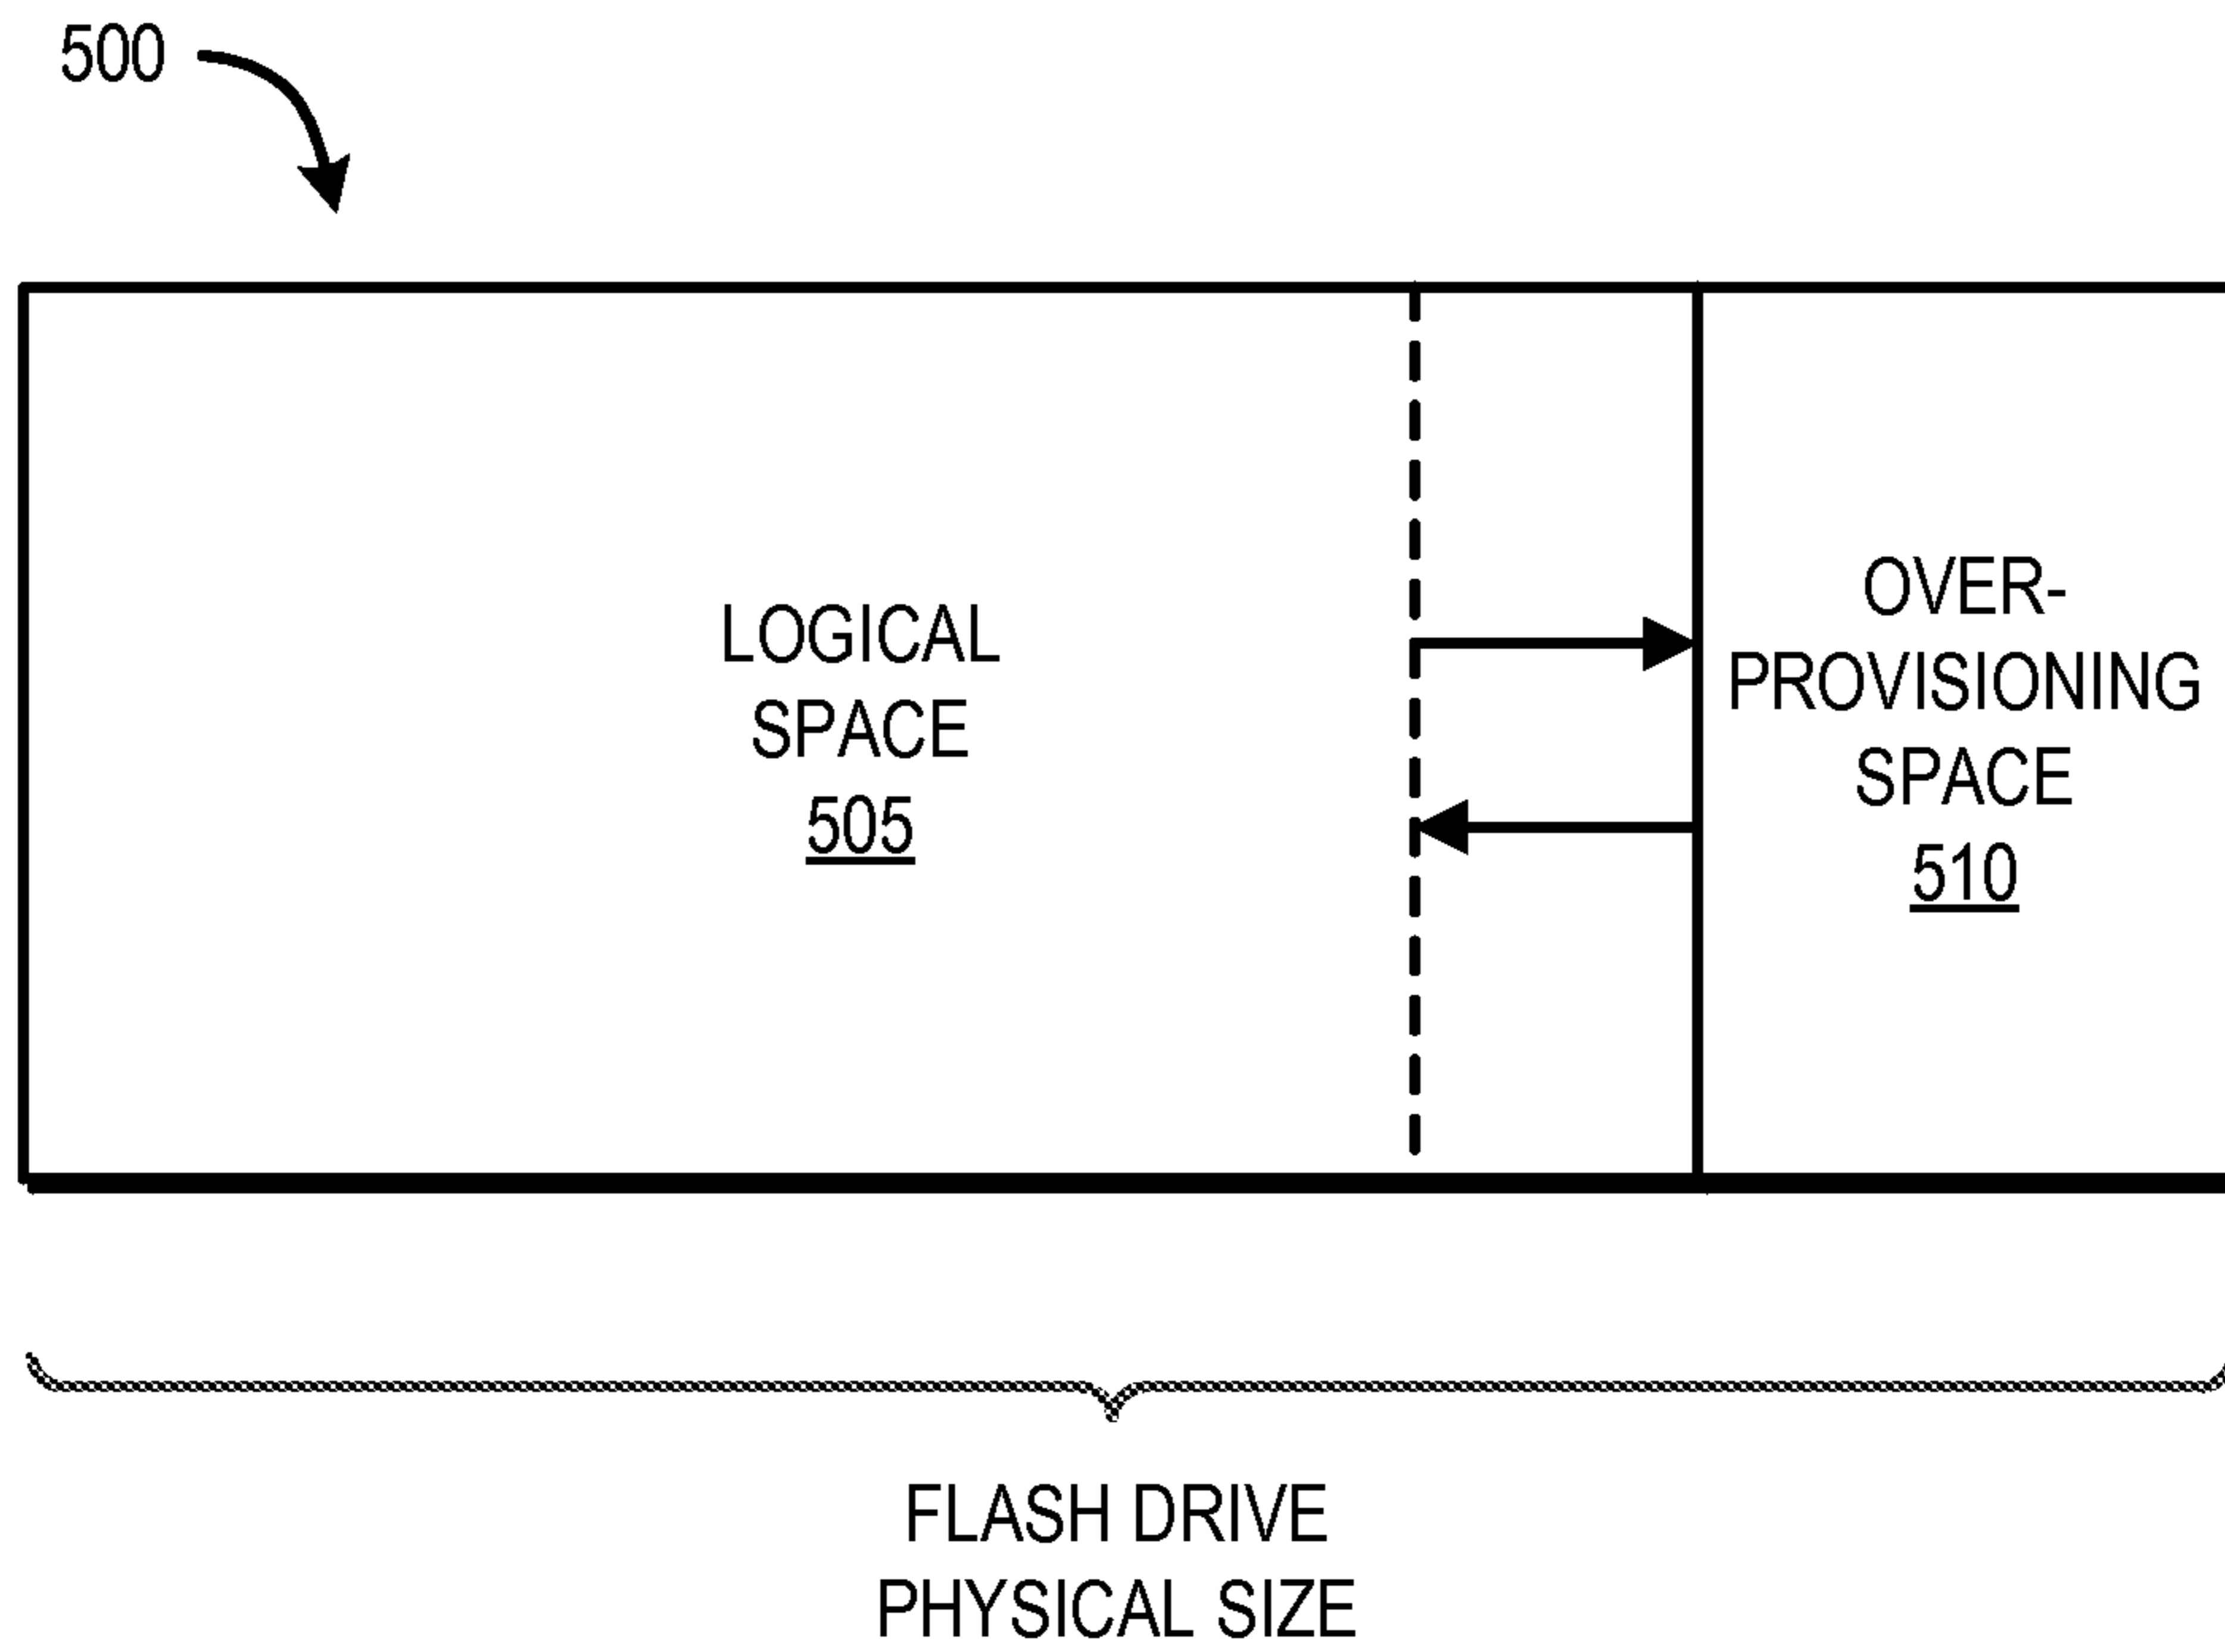 500
LOGICAL
SPACE
505
OVER-
PROVISIONING
SPACE
510
FLASH DRIVE
PHYSICAL SIZE